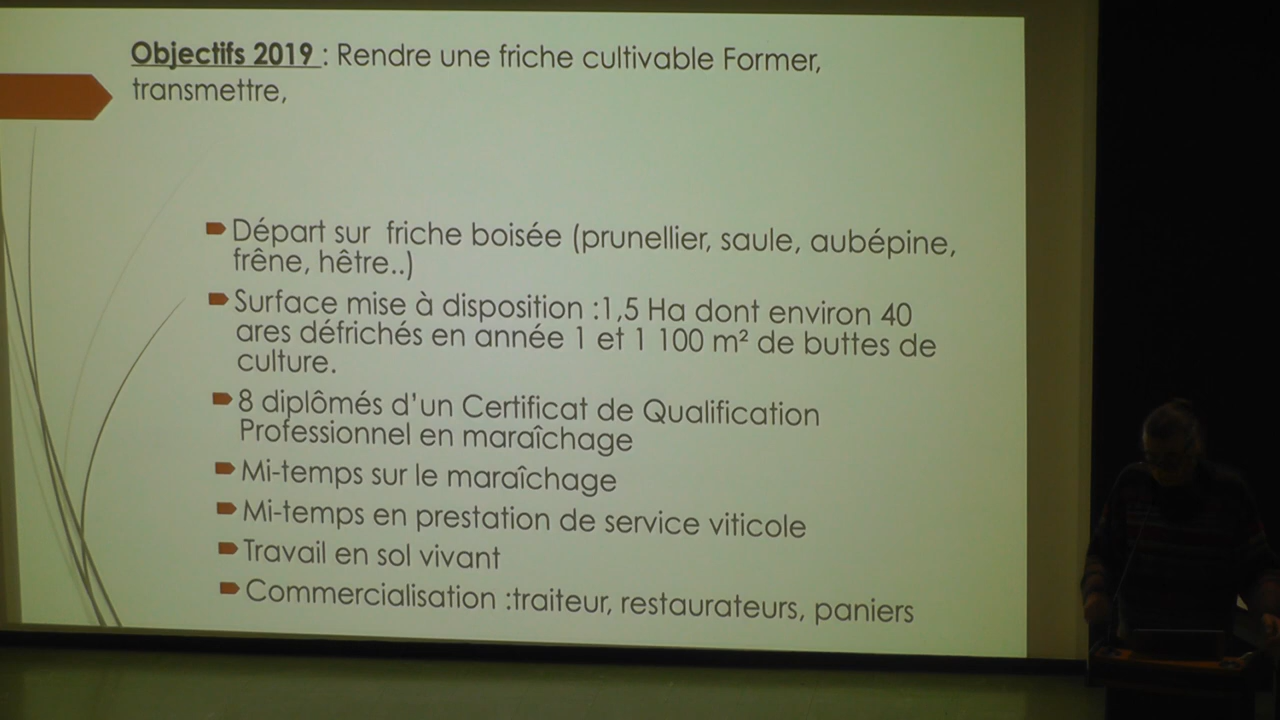 Objectifs 2019 : Rendre une friche cultivable Former,
transmettre,
Départ sur friche boisée (prunellier, saule, aubépine,
frêne, hêtre..)
Surface mise à disposition :1,5 Ha dont environ 40
ares défrichés en année 1 et 1 100 m² de buttes de
culture.
8 diplômés d'un Certificat de Qualification
Professionnel en maraîchage
Mi-temps sur le maraîchage
Mi-temps en prestation de service viticole
Travail en sol vivant
Commercialisation :traiteur, restaurateurs, paniers